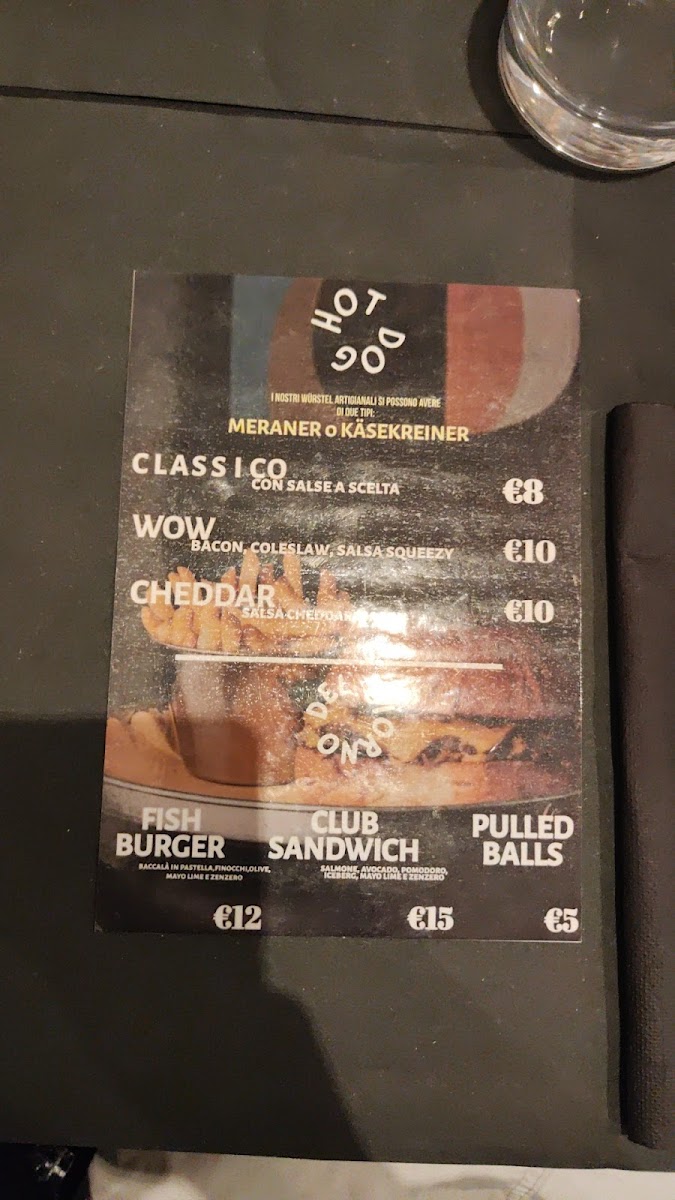 HOT DOG
I NOSTRI WÜRSTEL ARTIGIANALI SI POSSONO AVERE
DI DUE TIPI:
MERANER o KÄSEKREINER
CLASSICO
CON SALSE A SCELTA
€8
WOW
BACON, COLESLAW, SALSA SQUEEZY
€10
CHEDDAR
SALSA CHEDDAR
€10
DEL GIORNO
FISH
BURGER
BACCALÀ IN PASTELLA,FINOCCHI,OLIVE,
MAYO LIME E ZENZERO
€12
CLUB
SANDWICH
SALMONE, AVOCADO, POMODORO,
ICEBERG, MAYO LIME E ZENZERO
€15
PULLED
BALLS
€5